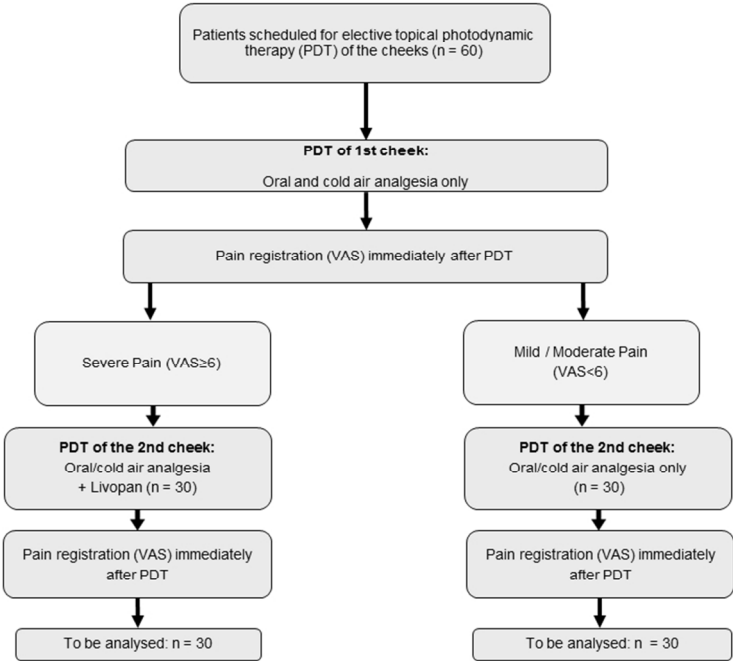 Patients scheduled for elective topical photodynamic
therapy (PDT) of the cheeks (n = 60)
PDT of 1st cheek:
Oral and cold air analgesia only
Pain registration (VAS) immediately after PDT
Severe Pain (VAS≥6)
Mild / Moderate Pain
(VAS<6)
PDT of the 2nd cheek:
Oral/cold air analgesia
+ Livopan (n = 30)
PDT of the 2nd cheek:
Oral/cold air analgesia only
(n = 30)
Pain registration (VAS) immediately
after PDT
Pain registration (VAS) immediately
after PDT
To be analysed: n = 30
To be analysed: n = 30